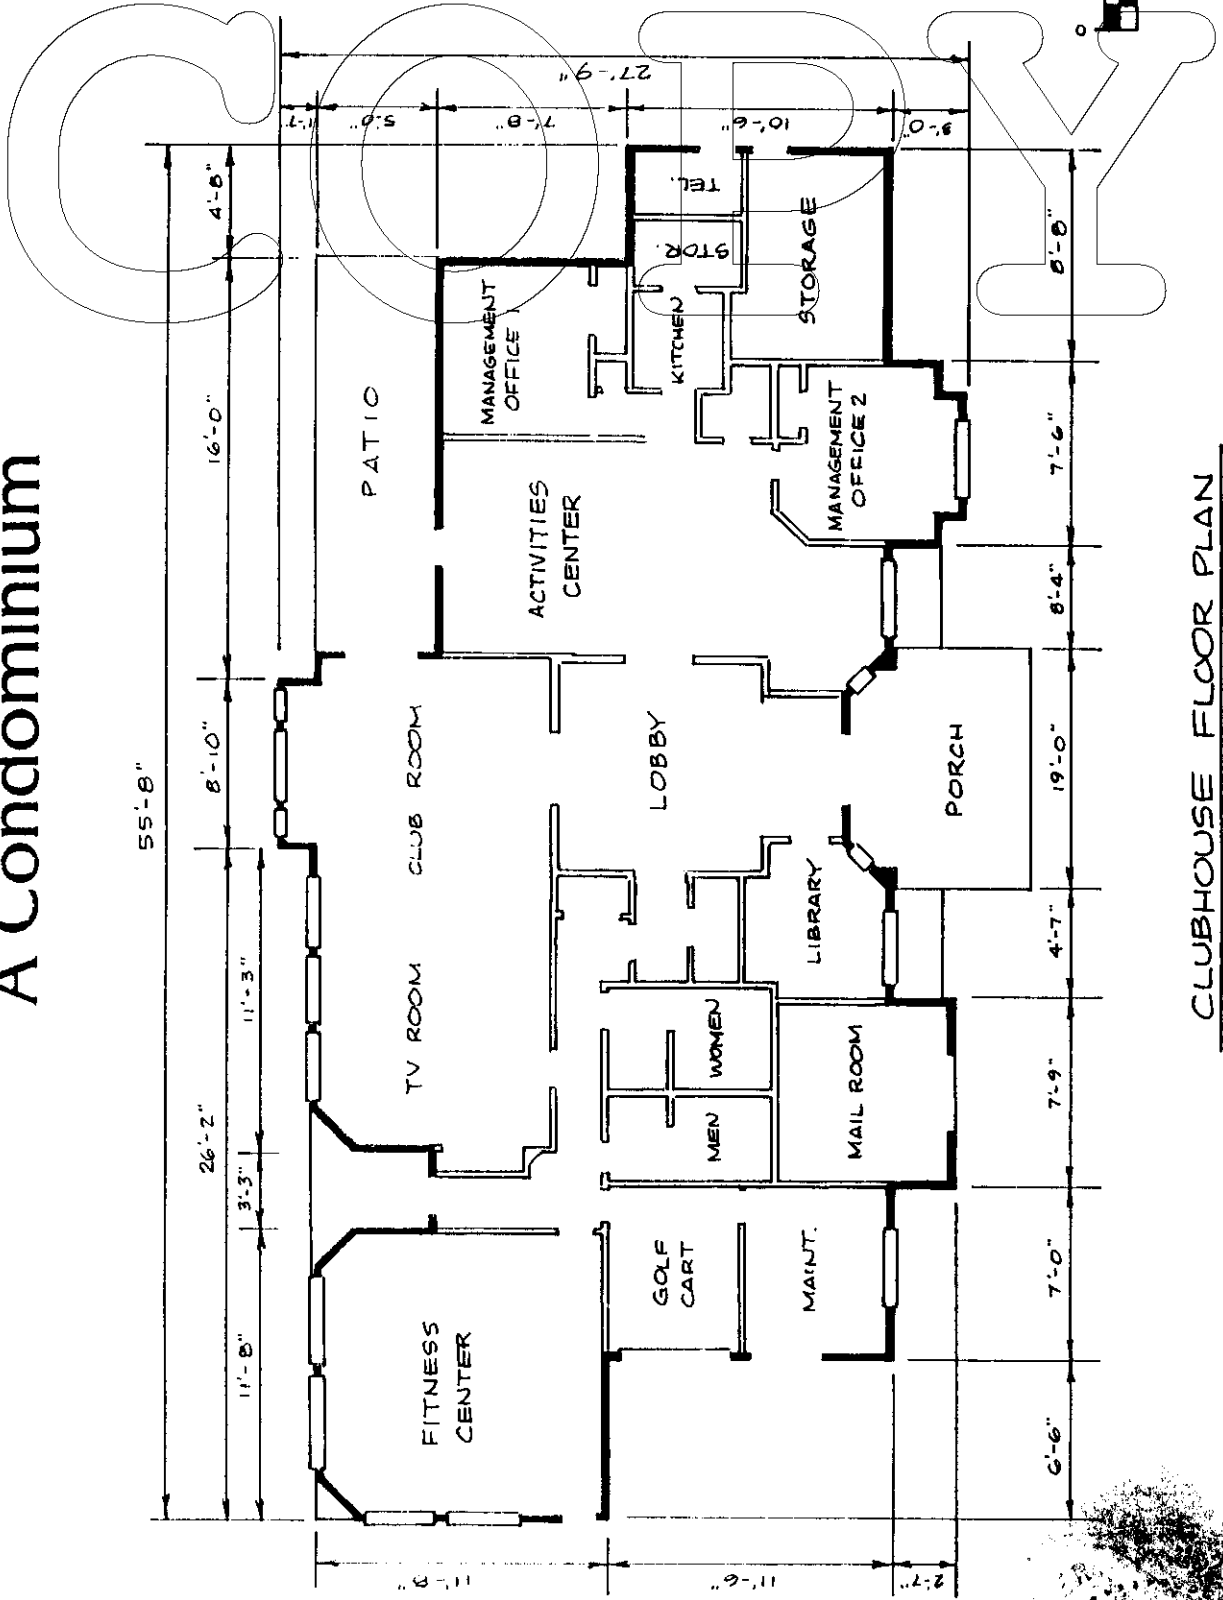 COPY
A Condominium
55'-8"
26'-2"
8'-10"
16'-0"
4'-8"
11'-8"
3'-3"
11'-3"
1'-7"
5'-0"
7'-8"
10'-6"
3'-0"
27'-9"
PATIO
FITNESS
CENTER
TV ROOM
CLUB ROOM
ACTIVITIES
CENTER
MANAGEMENT
OFFICE 1
GOLF
CART
MEN
WOMEN
LOBBY
KITCHEN
STOR.
TEL.
MAINT.
MAIL ROOM
LIBRARY
MANAGEMENT
OFFICE 2
STORAGE
PORCH
11'-8"
11'-6"
2'-7"
6'-6"
7'-0"
7'-9"
4'-7"
19'-0"
8'-4"
7'-6"
8'-8"
0
CLUBHOUSE FLOOR PLAN